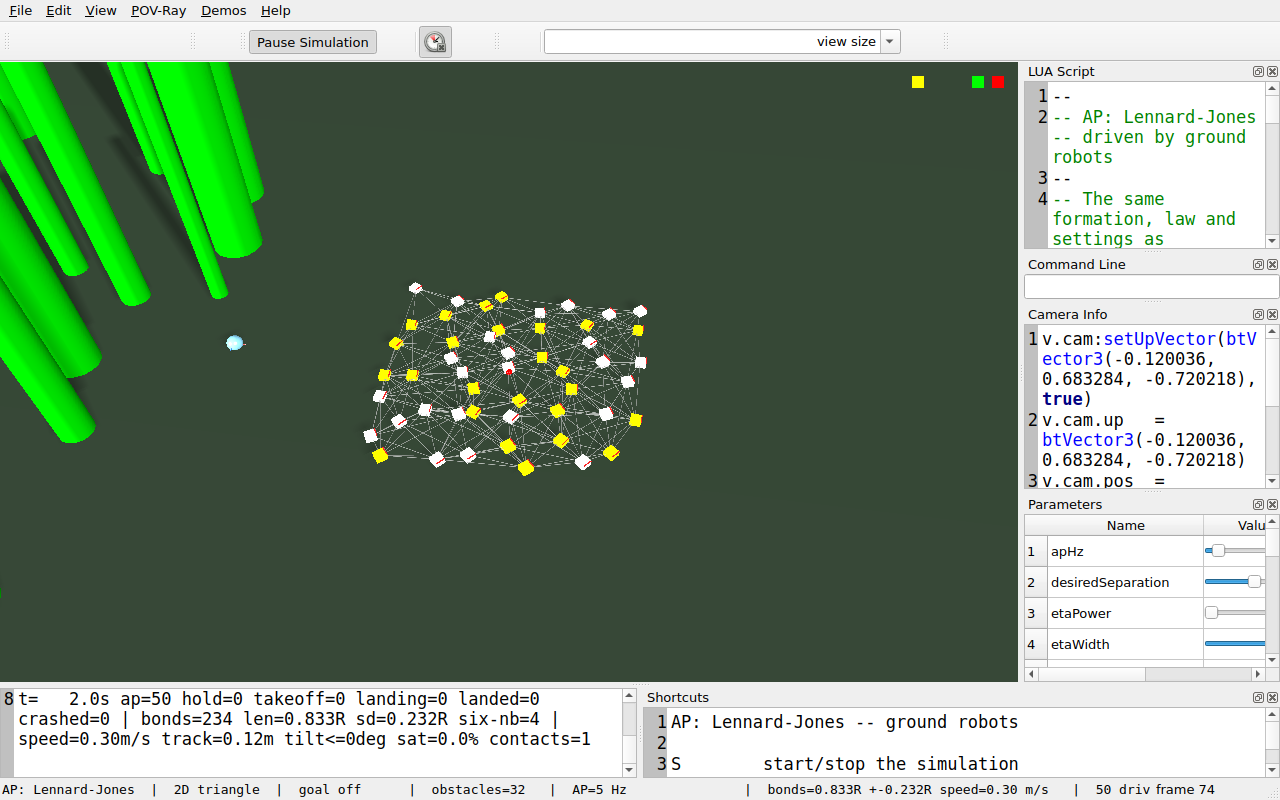 File Edit View POV-Ray Demos Help
Pause Simulation view size
LUA Script
1 --
2 -- AP: Lennard-Jones
-- driven by ground
robots
3 --
4 -- The same
formation, law and
settings as
Command Line
Camera Info
1 v.cam:setUpVector(btV
ector3(-0.120036,
0.683284, -0.720218),
true)
2 v.cam.up   =
btVector3(-0.120036,
0.683284, -0.720218)
3 v.cam.pos  =
Parameters
Name Valu
1 apHz
2 desiredSeparation
3 etaPower
4 etaWidth
8 t=   2.0s ap=50 hold=0 takeoff=0 landing=0 landed=0
crashed=0 | bonds=234 len=0.833R sd=0.232R six-nb=4 |
speed=0.30m/s track=0.12m tilt<=0deg sat=0.0% contacts=1
Shortcuts
1 AP: Lennard-Jones -- ground robots
2
3 S        start/stop the simulation
AP: Lennard-Jones | 2D triangle | goal off | obstacles=32 | AP=5 Hz | bonds=0.833R +-0.232R speed=0.30 m/s | 50 driv frame 74